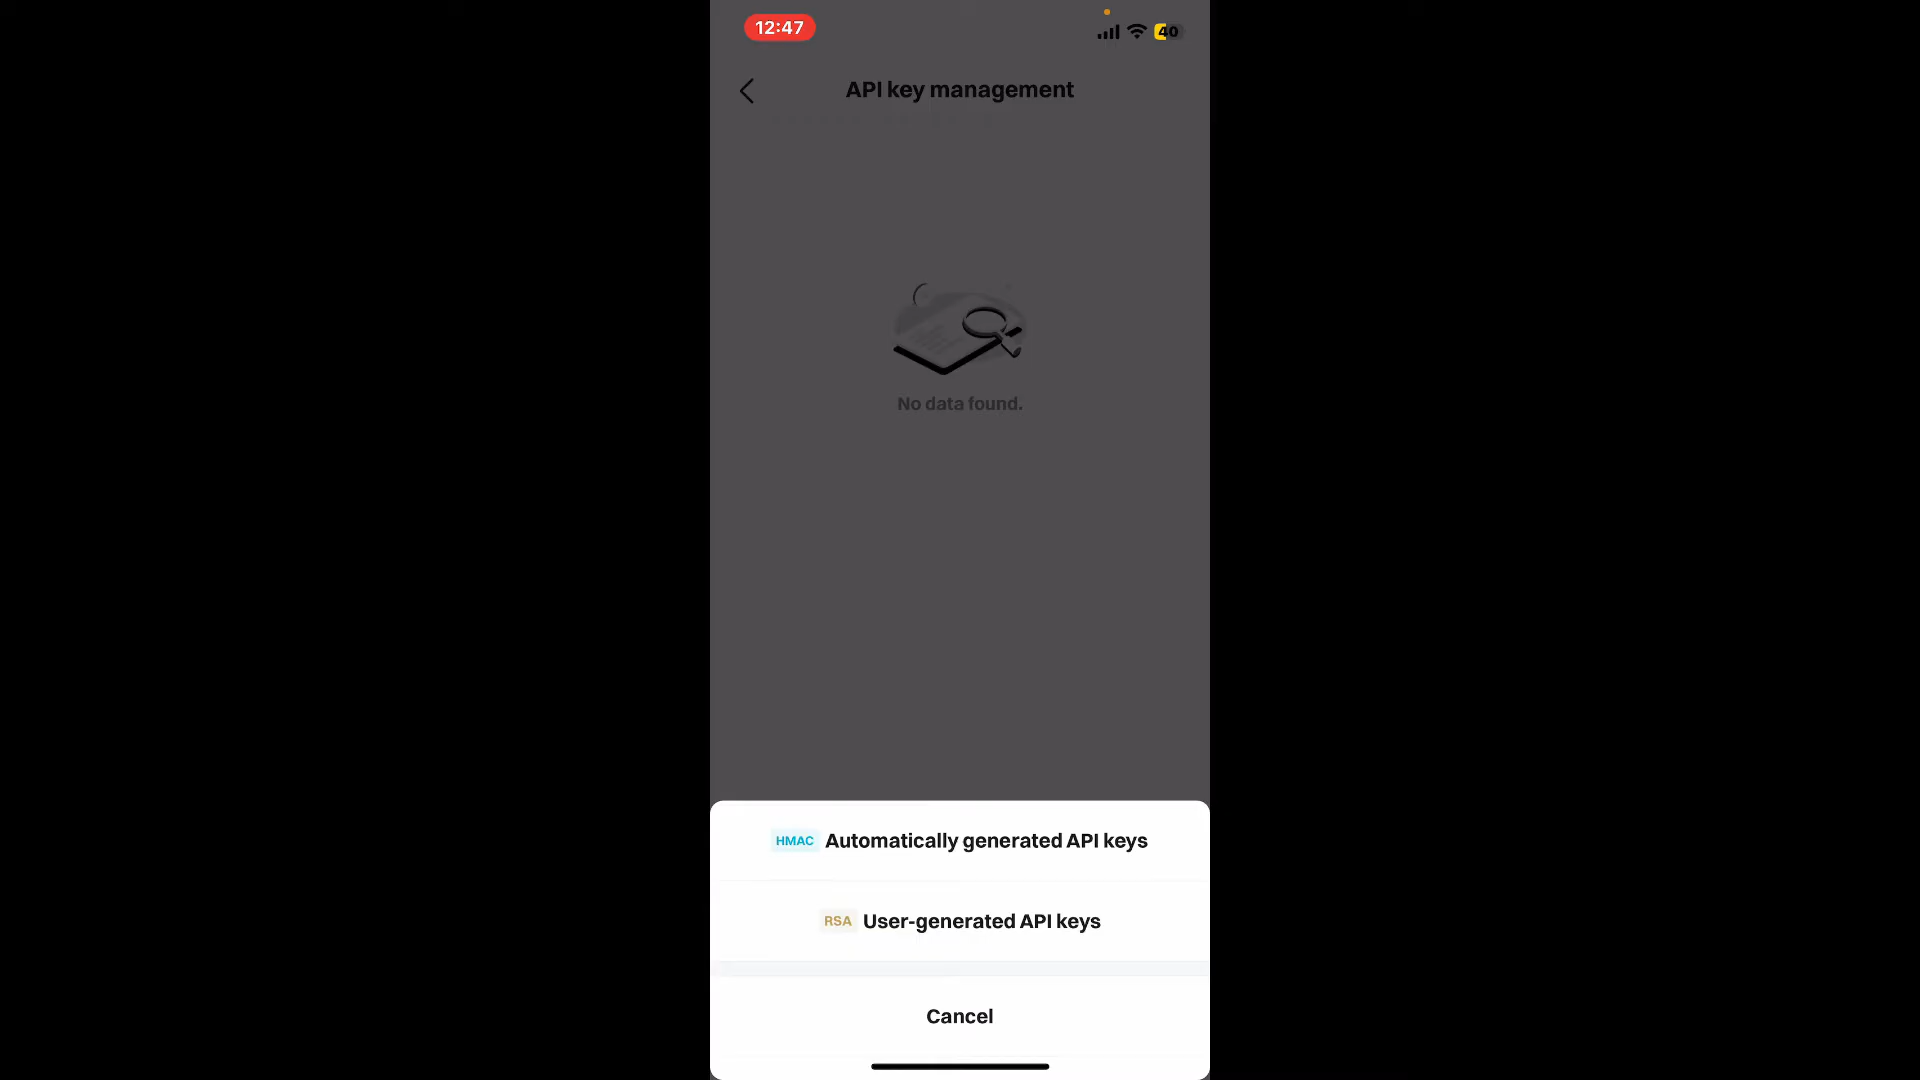 12:47
40
API key management
No data found.
HMAC Automatically generated API keys
RSA User-generated API keys
Cancel